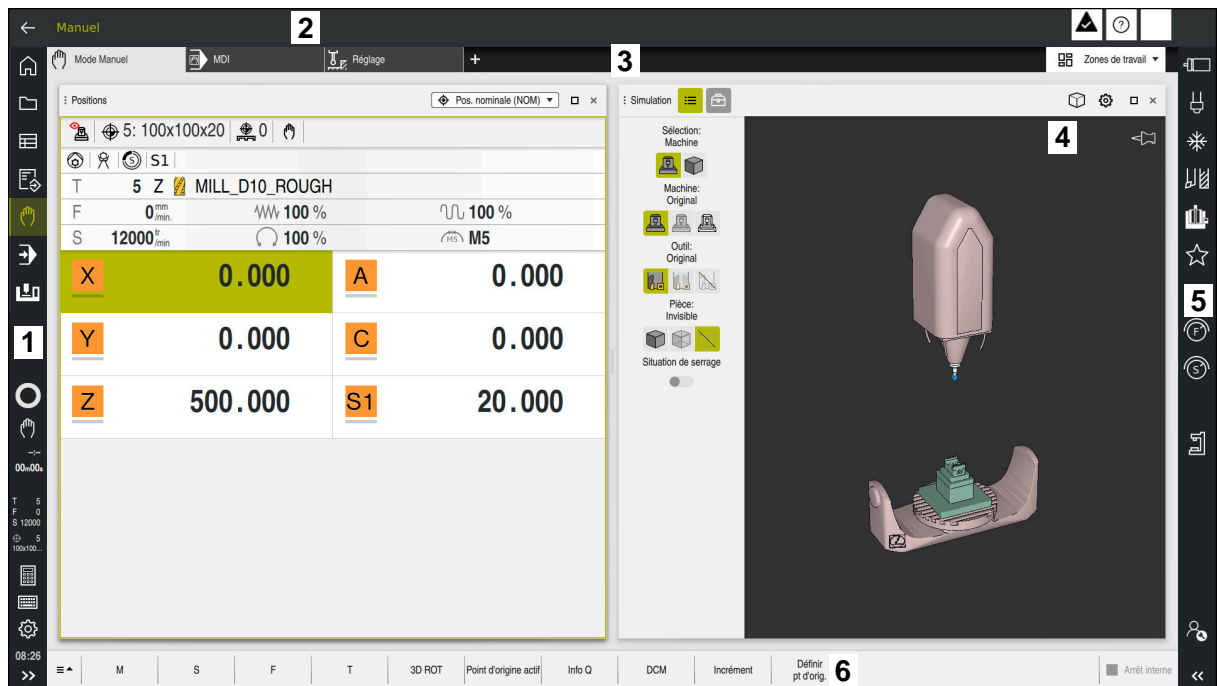 Manuel
2
Mode Manuel
MDI
Réglage
+
3
Zones de travail
Positions
Pos. nominale (NOM)
5: 100x100x20
0
S
S1
T 5 Z MILL_D10_ROUGH
F 0 mm/min. 100 % 100 %
S 12000 tr/min 100 % MS M5
X 0.000 A 0.000
Y 0.000 C 0.000
Z 500.000 S1 20.000
Simulation
4
Sélection:
Machine
Machine:
Original
Outil:
Original
Pièce:
Invisible
Situation de serrage
1
--:--
00m00s
T 5
F 0
S 12000
5
100x100...
08:26
5
F
S
M
S
F
T
3D ROT
Point d'origine actif
Info Q
DCM
Incrément
Définir
pt d'orig.
6
Arrêt interne